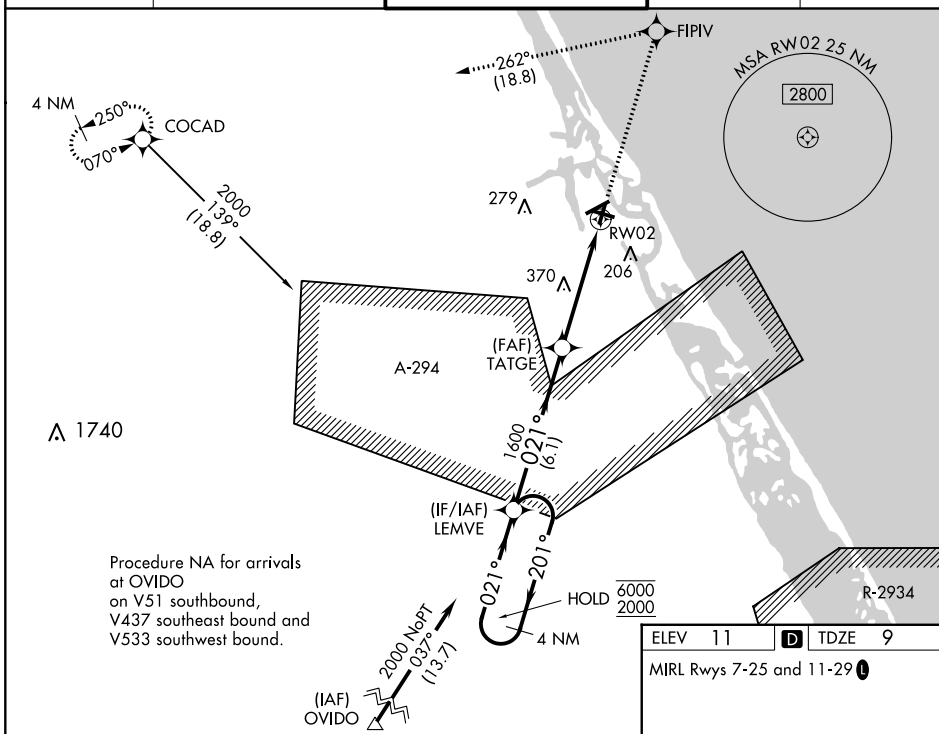 FIPIV
262°
(18.8)
MSA RW02 25 NM
2800
4 NM
250°
070°
COCAD
2000
139°
(18.8)
279
RW02
206
370
(FAF)
TATGE
A-294
1740
1600
021°
(6.1)
(IF/IAF)
LEMVE
021°
201°
HOLD
6000
2000
4 NM
R-2934
Procedure NA for arrivals
at OVIDO
on V51 southbound,
V437 southeast bound and
V533 southwest bound.
2000 NoPT
037°
(13.7)
(IAF)
OVIDO
ELEV 11 D TDZE 9
MIRL Rwys 7-25 and 11-29 L